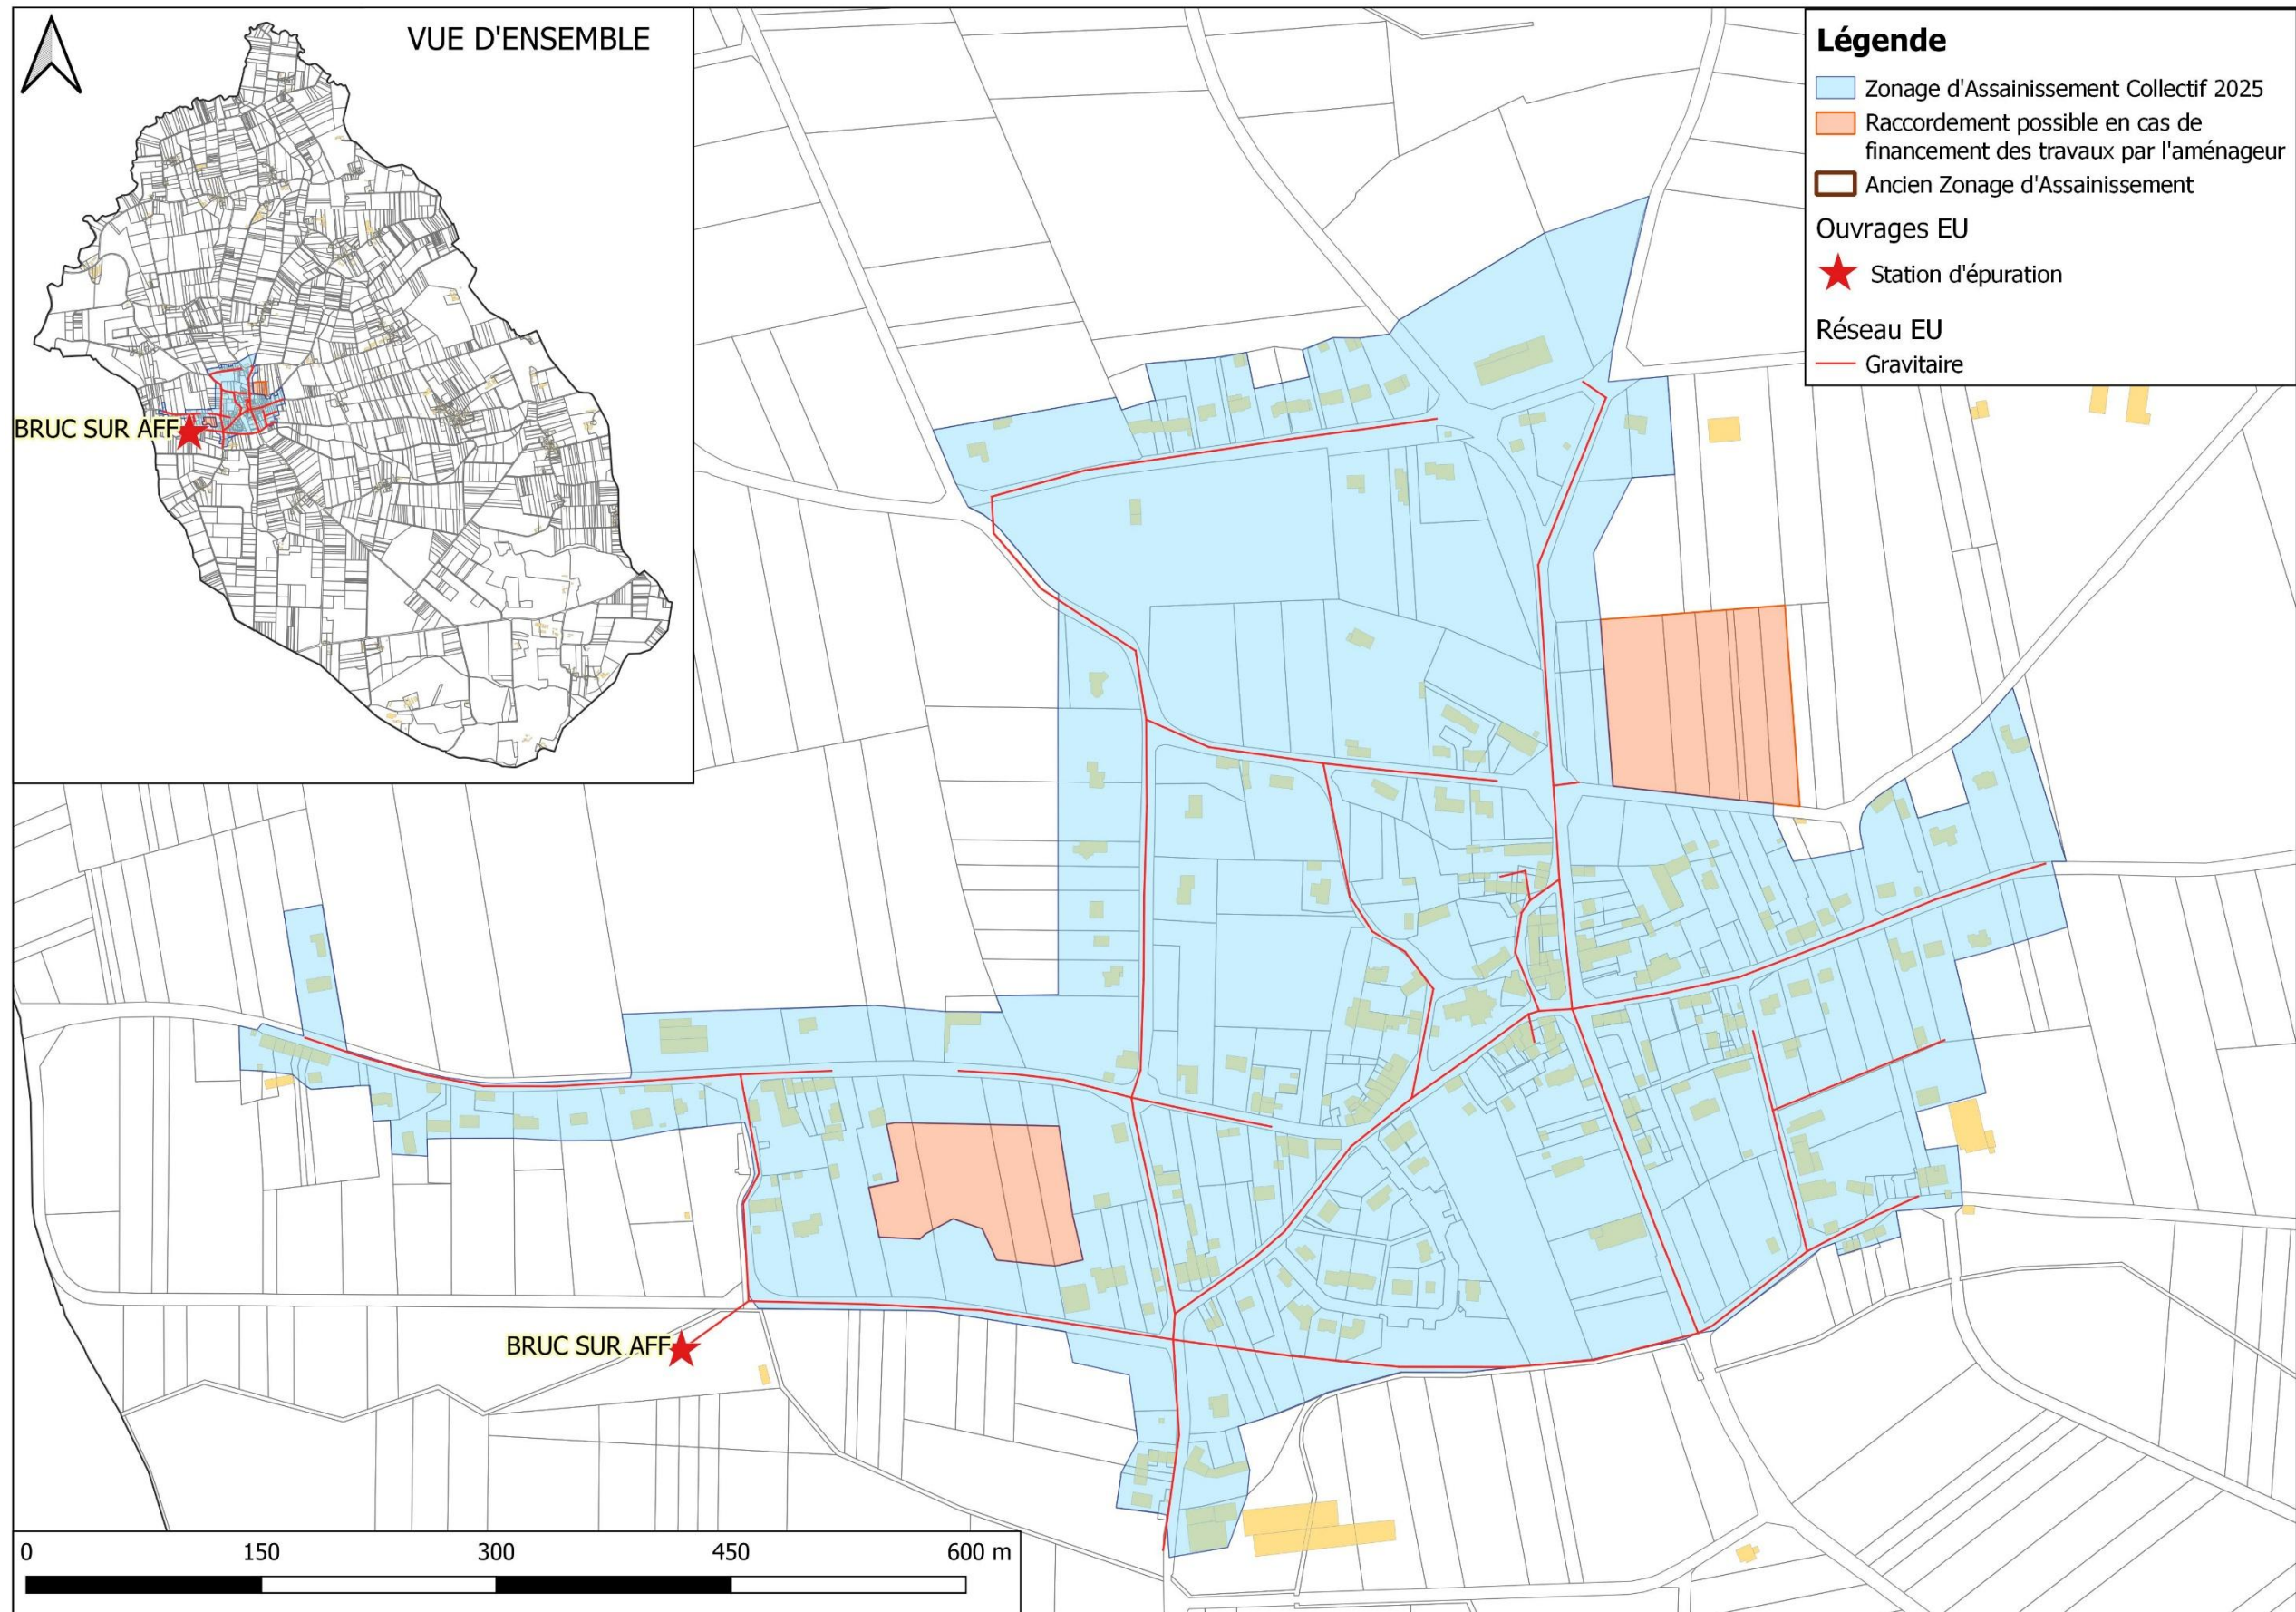 VUE D'ENSEMBLE
BRUC SUR AFF
Légende
Zonage d'Assainissement Collectif 2025
Raccordement possible en cas de
financement des travaux par l'aménageur
Ancien Zonage d'Assainissement
Ouvrages EU
Station d'épuration
Réseau EU
Gravitaire
BRUC SUR AFF
0 150 300 450 600 m